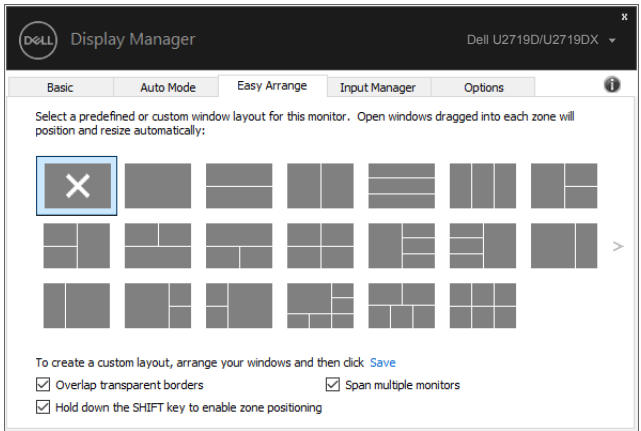 x
DELL Display Manager Dell U2719D/U2719DX
Basic Auto Mode Easy Arrange Input Manager Options i
Select a predefined or custom window layout for this monitor. Open windows dragged into each zone will
position and resize automatically:
To create a custom layout, arrange your windows and then click Save
Overlap transparent borders Span multiple monitors
Hold down the SHIFT key to enable zone positioning